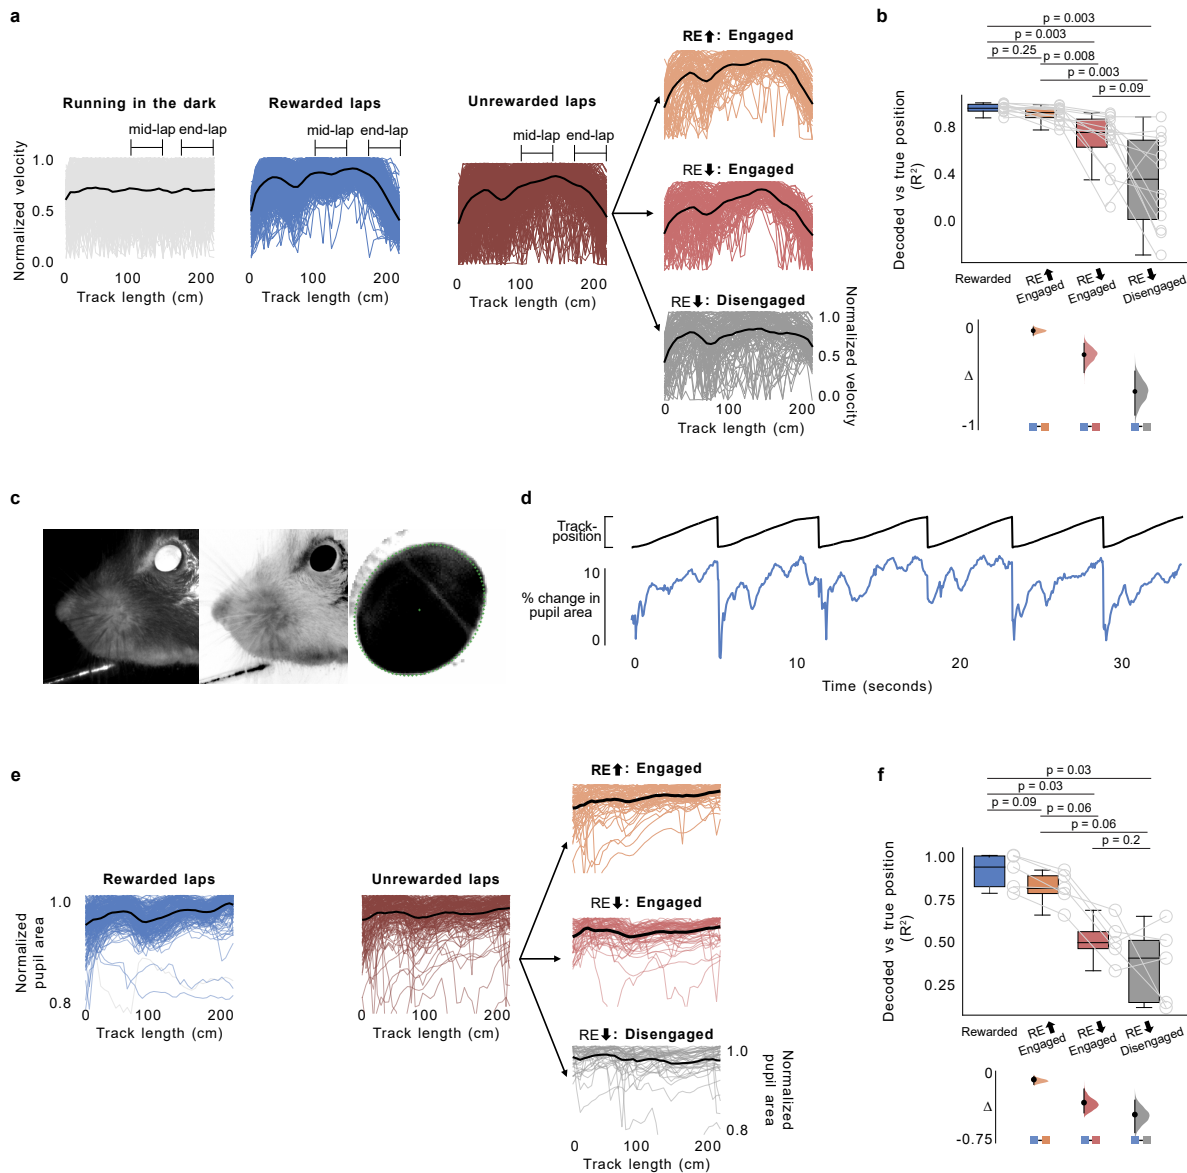 a
Running in the dark
mid-lap end-lap
Normalized velocity
1.0
0.5
0.0
0 100 200
Track length (cm)
Rewarded laps
mid-lap end-lap
0 100 200
Track length (cm)
Unrewarded laps
mid-lap end-lap
0 100 200
Track length (cm)
RE⬆: Engaged
RE⬇: Engaged
RE⬇: Disengaged
1.0
0.5
0.0
Normalized velocity
0 100 200
Track length (cm)
b
p = 0.003
p = 0.003
p = 0.25
p = 0.008
p = 0.003
p = 0.09
Decoded vs true position
(R²)
0.8
0.4
0.0
Rewarded
RE⬆
Engaged
RE⬇
Engaged
RE⬇
Disengaged
0
Δ
-1
c
d
Track-
position
10
% change in
pupil area
0
0 10 20 30
Time (seconds)
e
Rewarded laps
Normalized
pupil area
1.0
0.8
0 100 200
Track length (cm)
Unrewarded laps
0 100 200
Track length (cm)
RE⬆: Engaged
RE⬇: Engaged
RE⬇: Disengaged
1.0
0.8
Normalized
pupil area
0 100 200
Track length (cm)
f
p = 0.03
p = 0.03
p = 0.09
p = 0.06
p = 0.06
p = 0.2
Decoded vs true position
(R²)
1.00
0.75
0.50
0.25
Rewarded
RE⬆
Engaged
RE⬇
Engaged
RE⬇
Disengaged
0
Δ
-0.75